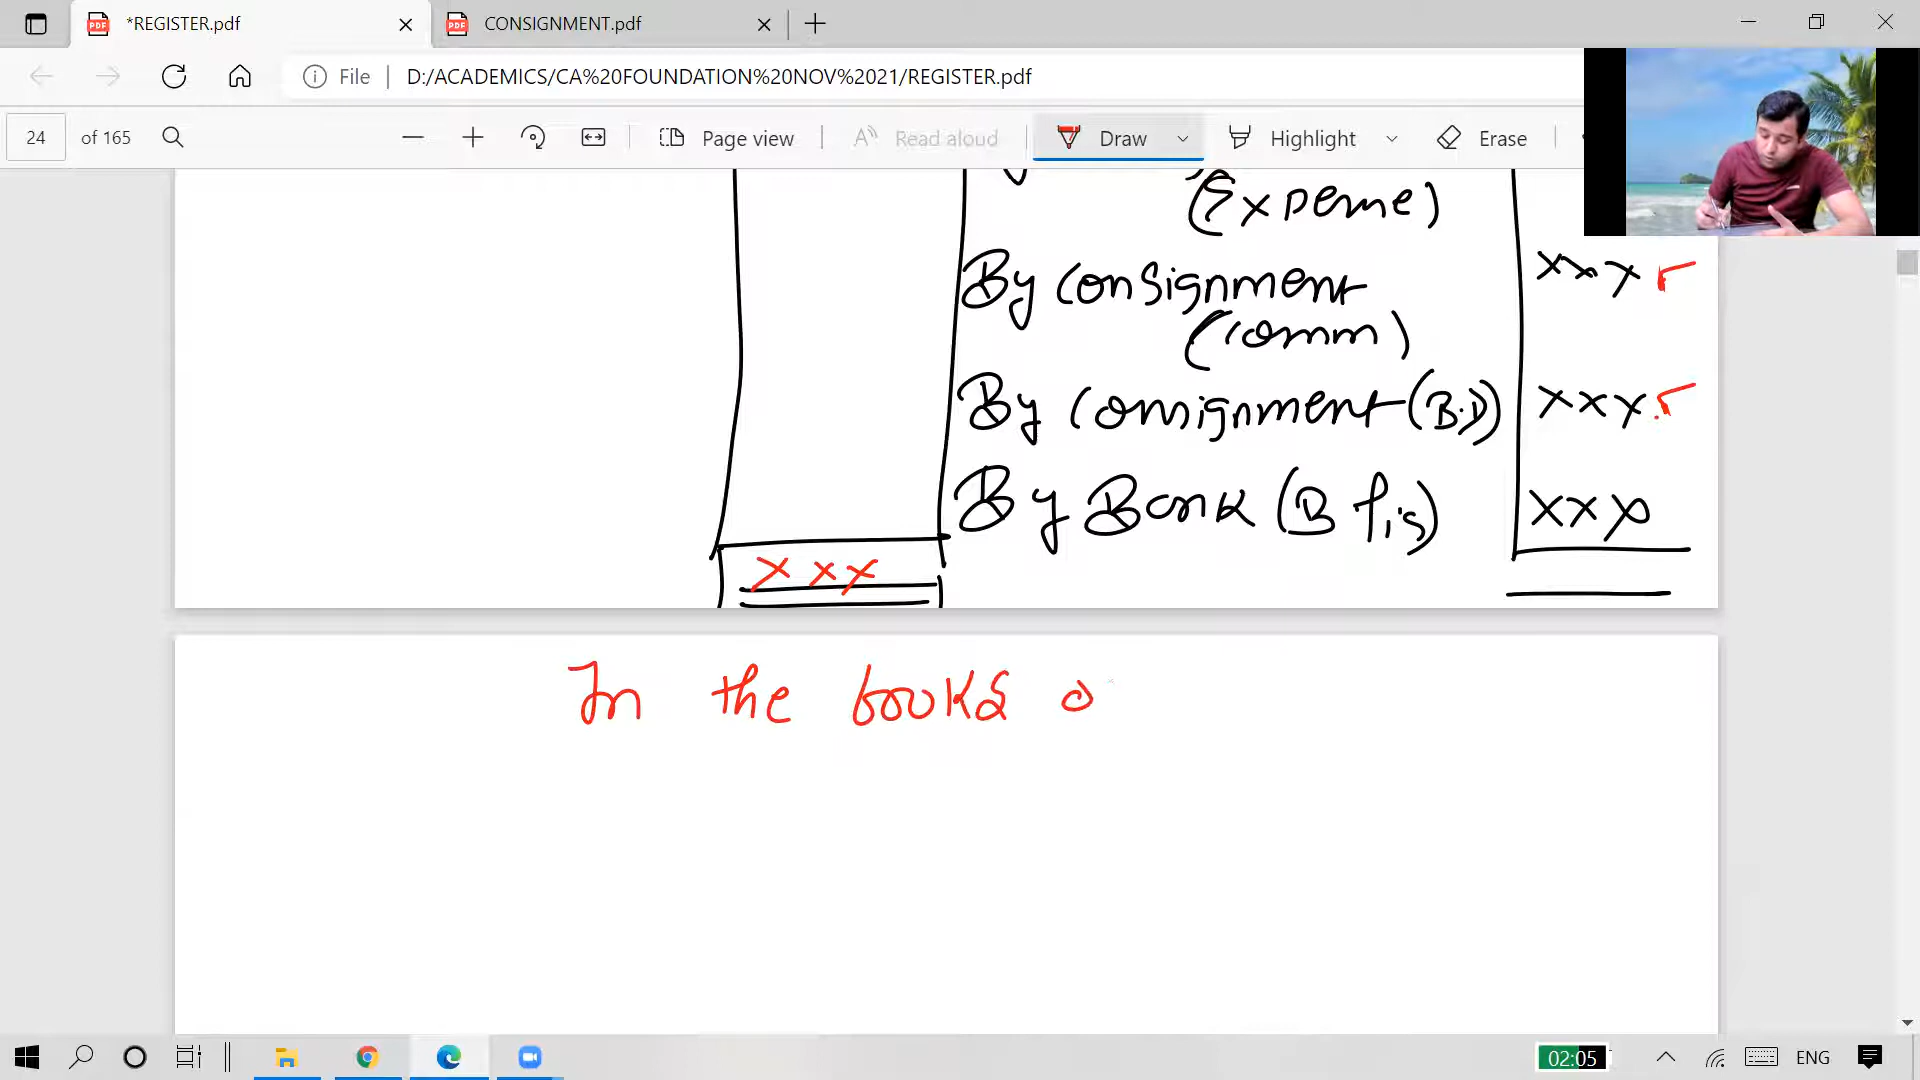 *REGISTER.pdf
CONSIGNMENT.pdf
File
D:/ACADEMICS/CA%20FOUNDATION%20NOV%2021/REGISTER.pdf
24 of 165
Page view
Read aloud
Draw
Highlight
Erase
(Expense)
By Consignment xxx
(Comm)
By Consignment (B.D) xxx
By Bank (B fig) xxx
xxx
In the books o
02:05
ENG